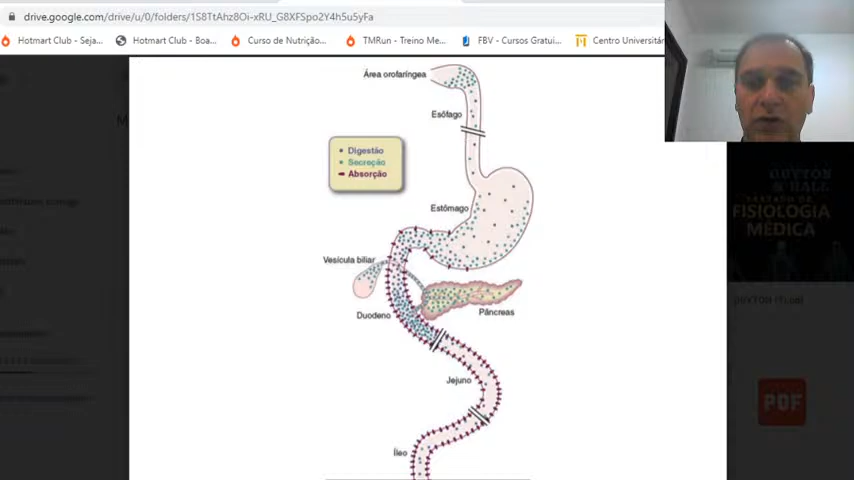 drive.google.com/drive/u/0/folders/1S8TtAhz8Oi-xRU_G8XFSpo2Y4h5u5yFa
Hotmart Club - Seja...
Hotmart Club - Boa...
Curso de Nutrição...
TMRun - Treino Me...
FBV - Cursos Gratui...
Centro Universitár
Área orofaríngea
Esôfago
Digestão
Secreção
Absorção
Estômago
Vesícula biliar
Duodeno
Pâncreas
Jejuno
Íleo
M
GUYTON
& HALL
TRATADO DE
FISIOLOGIA
MÉDICA
PDF